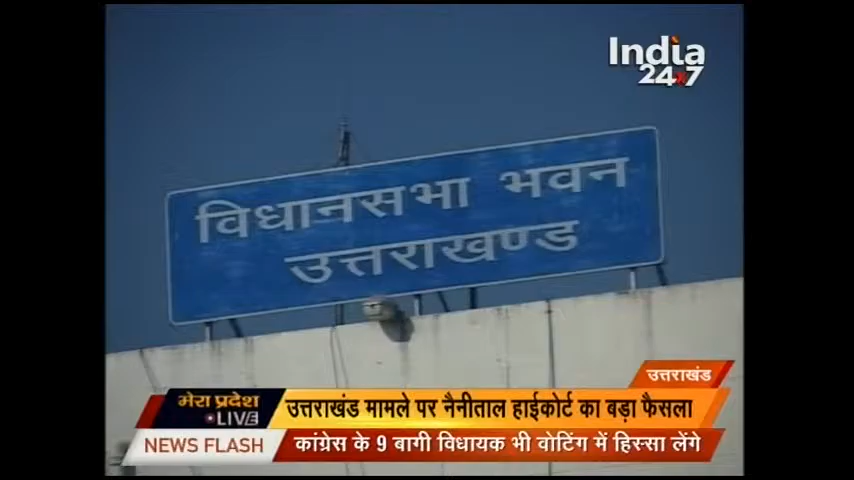 India
24x7
विधानसभा भवन
उत्तराखण्ड
उत्तराखंड
मेरा प्रदेश
LIVE
उत्तराखंड मामले पर नैनीताल हाईकोर्ट का बड़ा फैसला
NEWS FLASH
कांग्रेस के 9 बागी विधायक भी वोटिंग में हिस्सा लेंगे